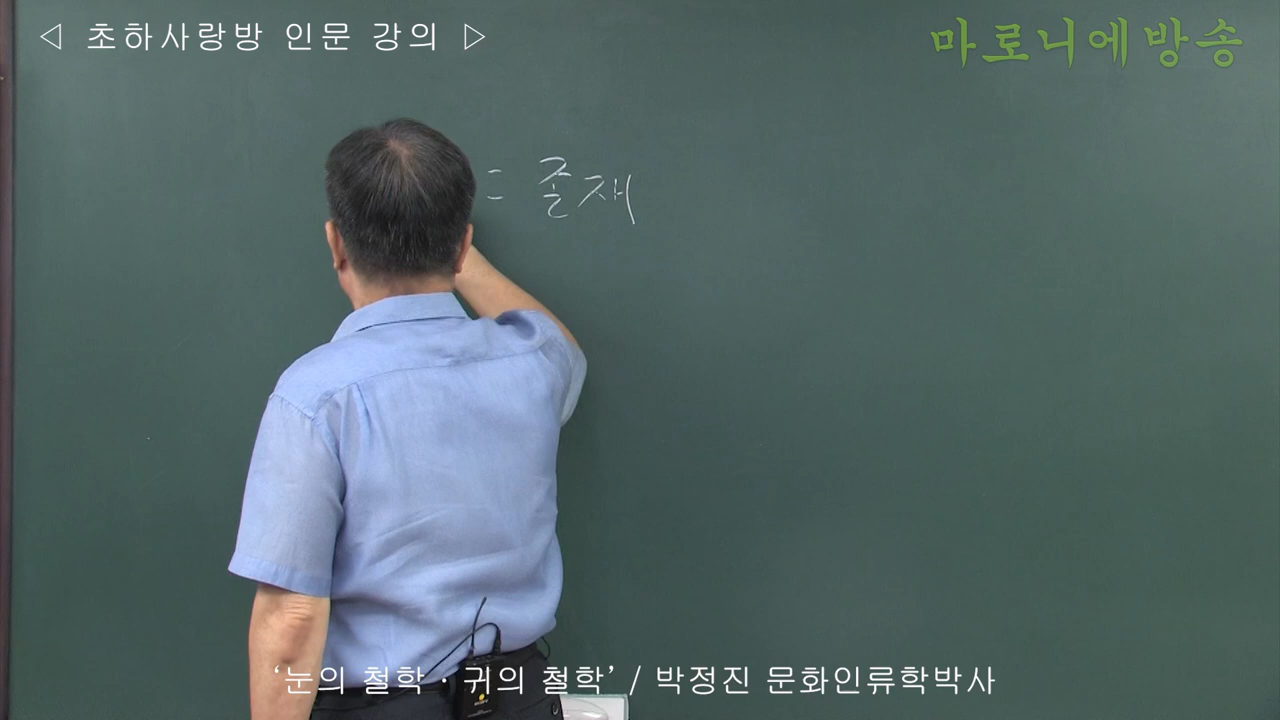 ◁ 초하사랑방 인문 강의 ▷
마로니에방송
= 존재
‘눈의 철학·귀의 철학’ / 박정진 문화인류학박사